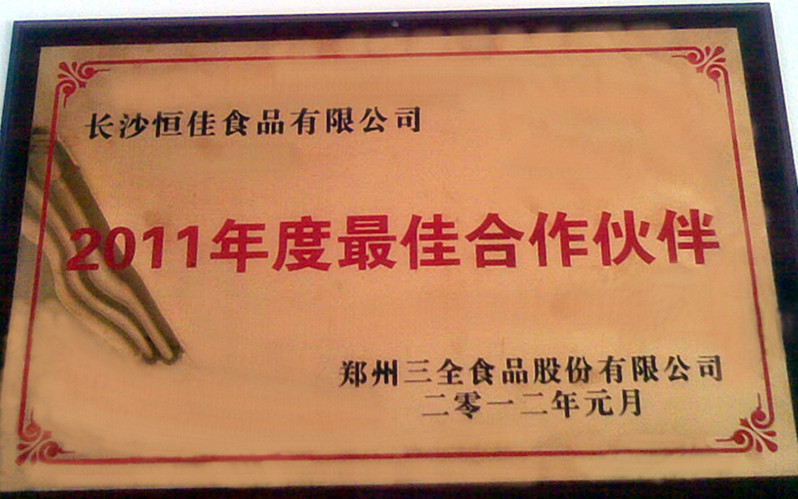 长沙恒佳食品有限公司
2011年度最佳合作伙伴
郑州三全食品股份有限公司
二零一二年元月